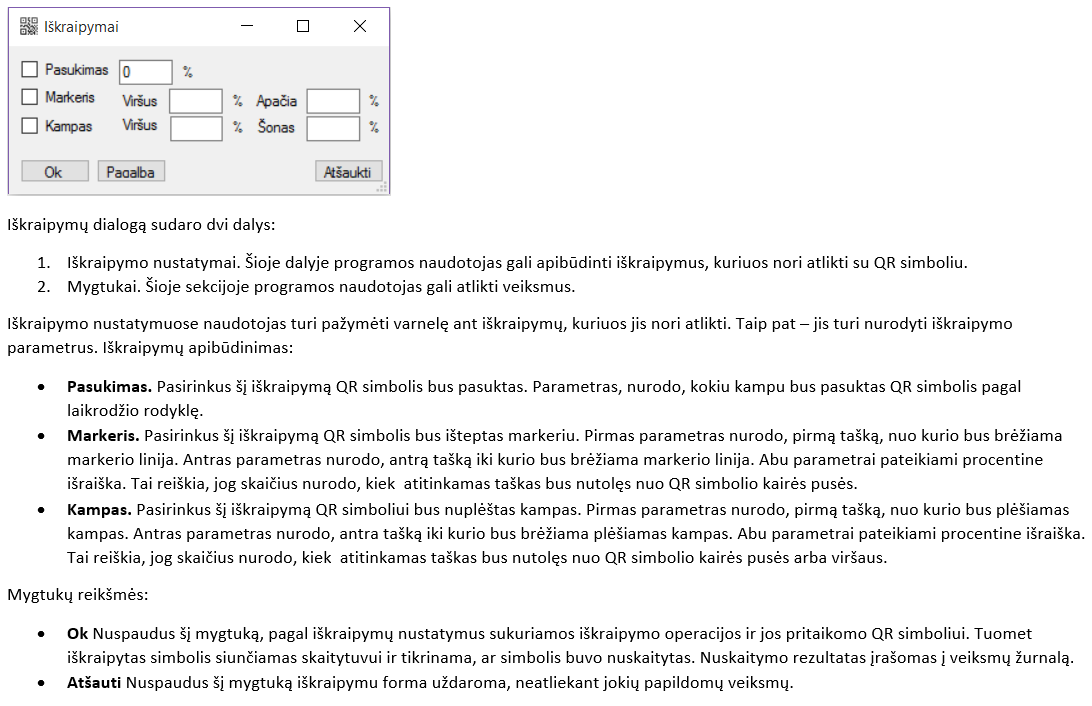 Iškraipymai
Pasukimas 0 %
Markeris Viršus % Apačia %
Kampas Viršus % Šonas %
Ok Pagalba Atšaukti
Iškraipymų dialogą sudaro dvi dalys:
1. Iškraipymo nustatymai. Šioje dalyje programos naudotojas gali apibūdinti iškraipymus, kuriuos nori atlikti su QR simboliu.
2. Mygtukai. Šioje sekcijoje programos naudotojas gali atlikti veiksmus.
Iškraipymo nustatymuose naudotojas turi pažymėti varnelę ant iškraipymų, kuriuos jis nori atlikti. Taip pat – jis turi nurodyti iškraipymo
parametrus. Iškraipymų apibūdinimas:
• Pasukimas. Pasirinkus šį iškraipymą QR simbolis bus pasuktas. Parametras, nurodo, kokiu kampu bus pasuktas QR simbolis pagal
laikrodžio rodyklę.
• Markeris. Pasirinkus šį iškraipymą QR simbolis bus išteptas markeriu. Pirmas parametras nurodo, pirmą tašką, nuo kurio bus brėžiama
markerio linija. Antras parametras nurodo, antrą tašką iki kurio bus brėžiama markerio linija. Abu parametrai pateikiami procentine
išraiška. Tai reiškia, jog skaičius nurodo, kiek  atitinkamas taškas bus nutolęs nuo QR simbolio kairės pusės.
• Kampas. Pasirinkus šį iškraipymą QR simboliui bus nuplėštas kampas. Pirmas parametras nurodo, pirmą tašką, nuo kurio bus plėšiamas
kampas. Antras parametras nurodo, antra tašką iki kurio bus brėžiama plėšiamas kampas. Abu parametrai pateikiami procentine išraiška.
Tai reiškia, jog skaičius nurodo, kiek  atitinkamas taškas bus nutolęs nuo QR simbolio kairės pusės arba viršaus.
Mygtukų reikšmės:
• Ok Nuspaudus šį mygtuką, pagal iškraipymų nustatymus sukuriamos iškraipymo operacijos ir jos pritaikomo QR simboliui. Tuomet
iškraipytas simbolis siunčiamas skaitytuvui ir tikrinama, ar simbolis buvo nuskaitytas. Nuskaitymo rezultatas įrašomas į veiksmų žurnalą.
• Atšauti Nuspaudus šį mygtuką iškraipymu forma uždaroma, neatliekant jokių papildomų veiksmų.